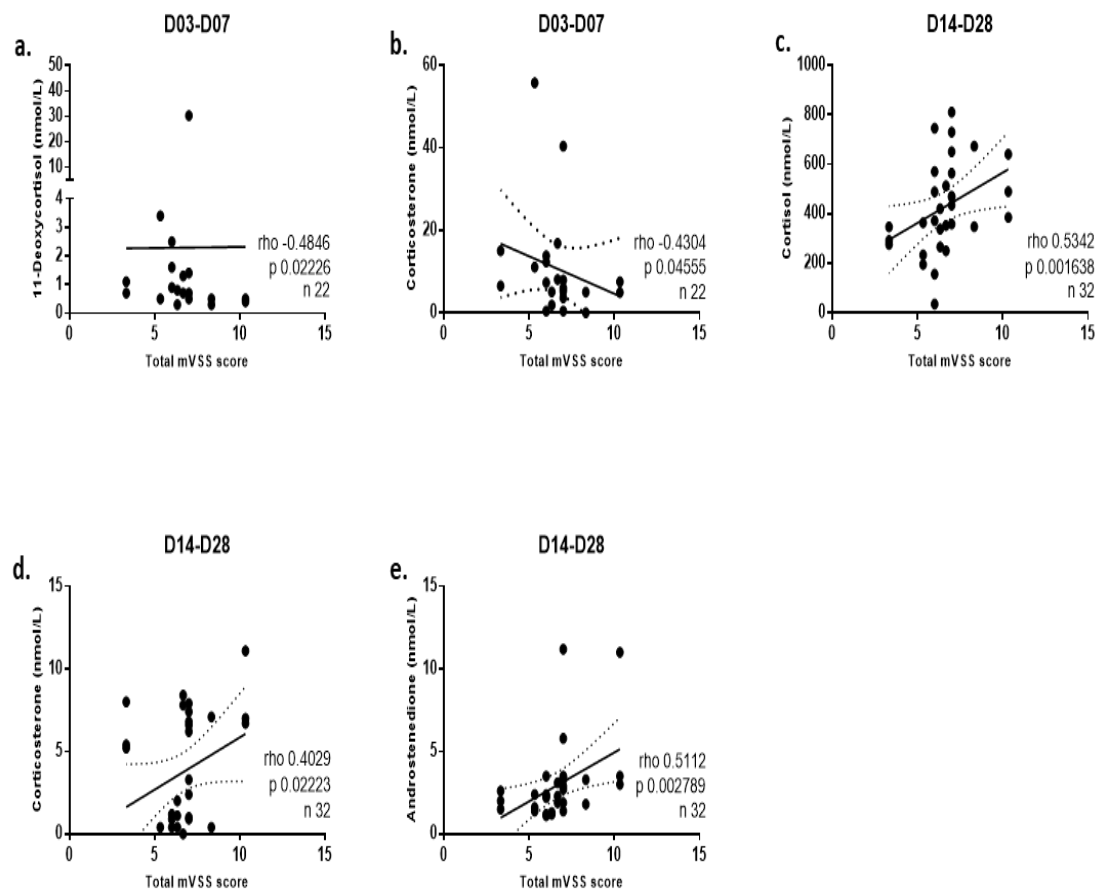 a.
D03-D07
11-Deoxycortisol (nmol/L)
50
40
30
20
10
4
3
2
1
0
0
5
10
15
Total mVSS score
rho -0.4846
p 0.02226
n 22
b.
D03-D07
Corticosterone (nmol/L)
60
40
20
0
0
5
10
15
Total mVSS score
rho -0.4304
p 0.04555
n 22
c.
D14-D28
Cortisol (nmol/L)
1000
800
600
400
200
0
0
5
10
15
Total mVSS score
rho 0.5342
p 0.001638
n 32
d.
D14-D28
Corticosterone (nmol/L)
15
10
5
0
0
5
10
15
Total mVSS score
rho 0.4029
p 0.02223
n 32
e.
D14-D28
Androstenedione (nmol/L)
15
10
5
0
0
5
10
15
Total mVSS score
rho 0.5112
p 0.002789
n 32